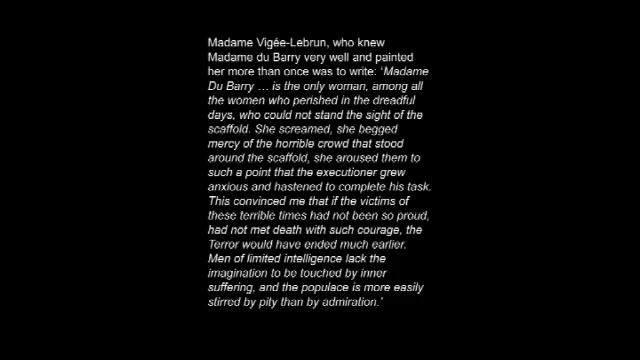 Madame Vigée-Lebrun, who knew
Madame du Barry very well and painted
her more than once was to write: ‘Madame
Du Barry … is the only woman, among all
the women who perished in the dreadful
days, who could not stand the sight of the
scaffold. She screamed, she begged
mercy of the horrible crowd that stood
around the scaffold, she aroused them to
such a point that the executioner grew
anxious and hastened to complete his task.
This convinced me that if the victims of
these terrible times had not been so proud,
had not met death with such courage, the
Terror would have ended much earlier.
Men of limited intelligence lack the
imagination to be touched by inner
suffering, and the populace is more easily
stirred by pity than by admiration.’